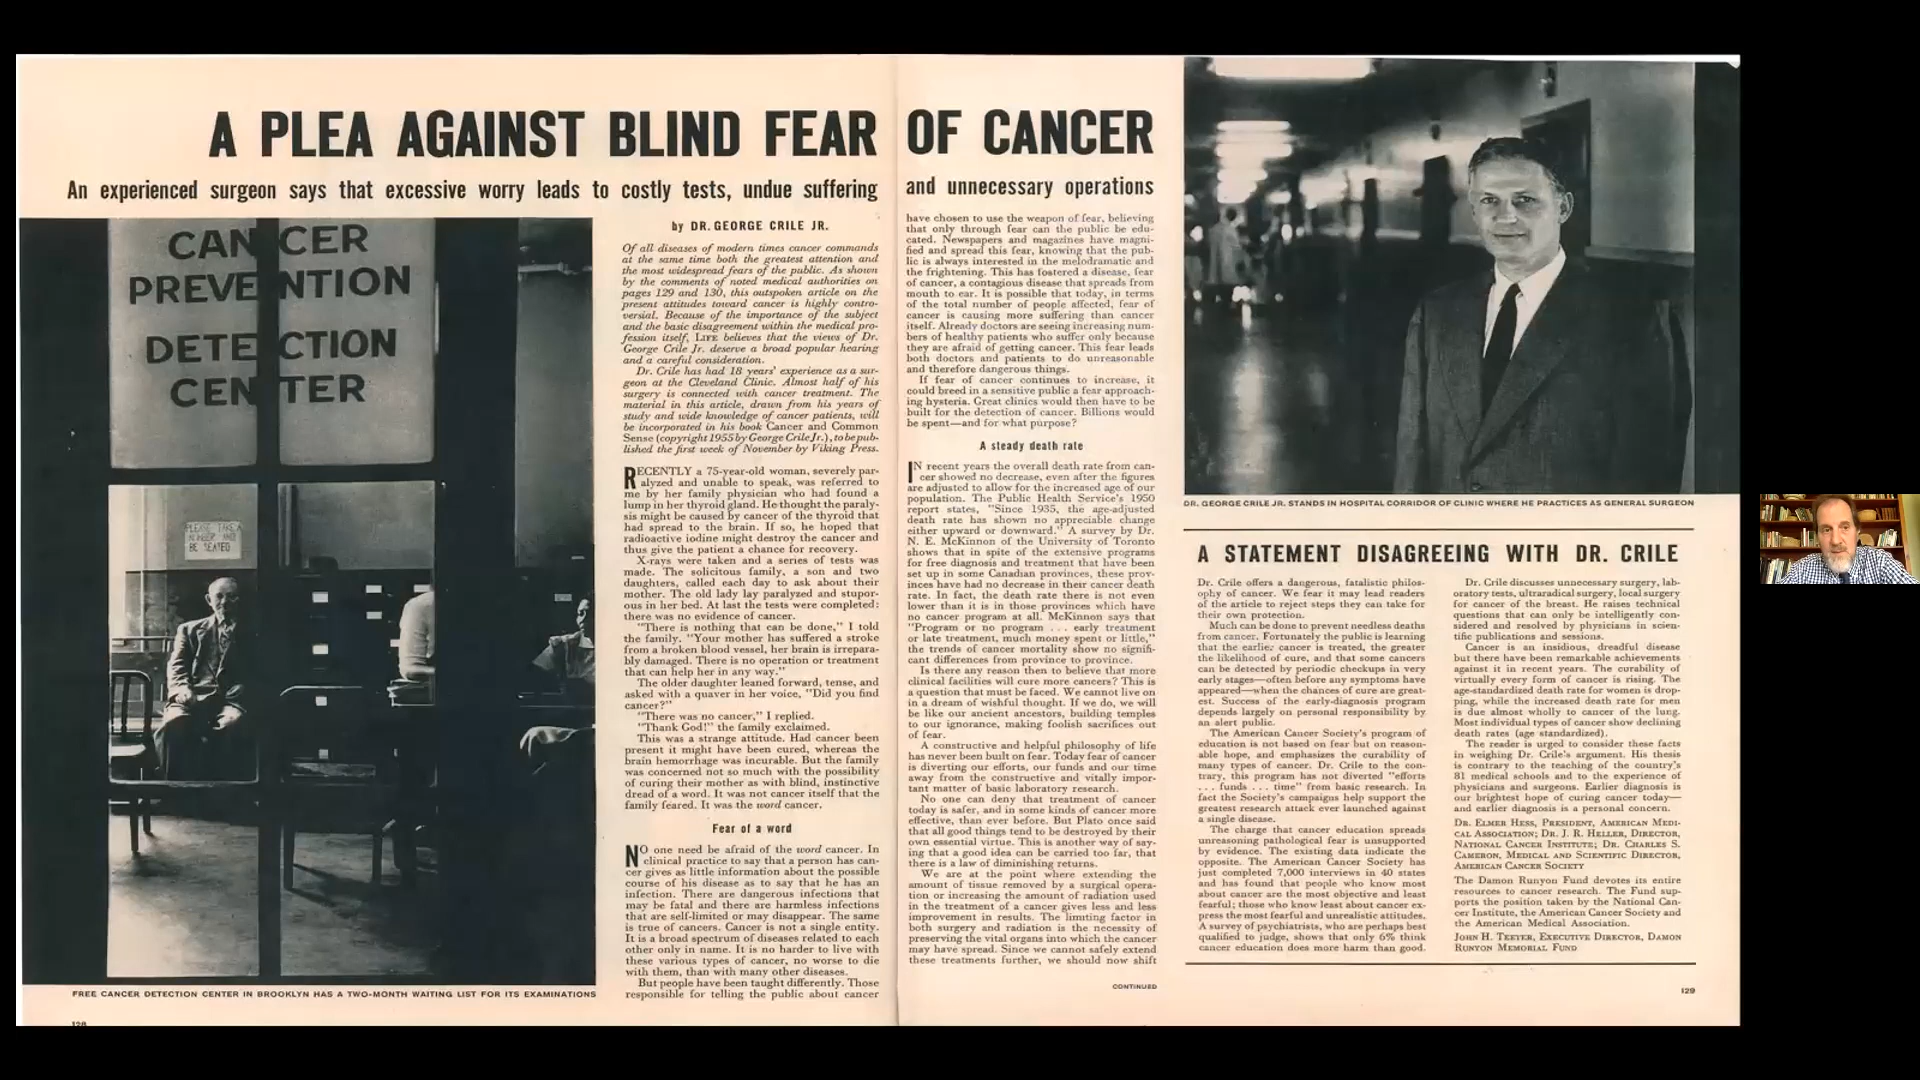 A PLEA AGAINST BLIND FEAR OF CANCER
An experienced surgeon says that excessive worry leads to costly tests, undue suffering and unnecessary operations
CANCER
PREVENTION
DETECTION
CENTER
PLEASE TAKE A
NUMBER AND
BE SEATED
FREE CANCER DETECTION CENTER IN BROOKLYN HAS A TWO-MONTH WAITING LIST FOR ITS EXAMINATIONS
128
by DR. GEORGE CRILE JR.
Of all diseases of modern times cancer commands
at the same time both the greatest attention and
the most widespread fears of the public. As shown
by the comments of noted medical authorities on
pages 129 and 130, this outspoken article on the
present attitudes toward cancer is highly contro-
versial. Because of the importance of the subject
and the basic disagreement within the medical pro-
fession itself, LIFE believes that the views of Dr.
George Crile Jr. deserve a broad popular hearing
and a careful consideration.
Dr. Crile has had 18 years' experience as a sur-
geon at the Cleveland Clinic. Almost half of his
surgery is connected with cancer treatment. The
material in this article, drawn from his years of
study and wide knowledge of cancer patients, will
be incorporated in his book Cancer and Common
Sense (copyright 1955 by George Crile Jr.), to be pub-
lished the first week of November by Viking Press.
RECENTLY a 75-year-old woman, severely par-
alyzed and unable to speak, was referred to
me by her family physician who had found a
lump in her thyroid gland. He thought the paraly-
sis might be caused by cancer of the thyroid that
had spread to the brain. If so, he hoped that
radioactive iodine might destroy the cancer and
thus give the patient a chance for recovery.
X-rays were taken and a series of tests was
made. The solicitous family, a son and two
daughters, called each day to ask about their
mother. The old lady lay paralyzed and stupor-
ous in her bed. At last the tests were completed:
there was no evidence of cancer.
"There is nothing that can be done," I told
the family. "Your mother has suffered a stroke
from a broken blood vessel, her brain is irrepara-
bly damaged. There is no operation or treatment
that can help her in any way."
The older daughter leaned forward, tense, and
asked with a quaver in her voice, "Did you find
cancer?"
"There was no cancer," I replied.
"Thank God!" the family exclaimed.
This was a strange attitude. Had cancer been
present it might have been cured, whereas the
brain hemorrhage was incurable. But the family
was concerned not so much with the possibility
of curing their mother as with blind, instinctive
dread of a word. It was not cancer itself that the
family feared. It was the word cancer.
Fear of a word
NO one need be afraid of the word cancer. In
clinical practice to say that a person has can-
cer gives as little information about the possible
course of his disease as to say that he has an
infection. There are dangerous infections that
may be fatal and there are harmless infections
that are self-limited or may disappear. The same
is true of cancers. Cancer is not a single entity.
It is a broad spectrum of diseases related to each
other only in name. It is no harder to live with
these various types of cancer, no worse to die
with them, than with many other diseases.
But people have been taught differently. Those
responsible for telling the public about cancer
have chosen to use the weapon of fear, believing
that only through fear can the public be edu-
cated. Newspapers and magazines have magni-
fied and spread this fear, knowing that the pub-
lic is always interested in the melodramatic and
the frightening. This has fostered a disease, fear
of cancer, a contagious disease that spreads from
mouth to ear. It is possible that today, in terms
of the total number of people affected, fear of
cancer is causing more suffering than cancer
itself. Already doctors are seeing increasing num-
bers of healthy patients who suffer only because
they are afraid of getting cancer. This fear leads
both doctors and patients to do unreasonable
and therefore dangerous things.
If fear of cancer continues to increase, it
could breed in a sensitive public a fear approach-
ing hysteria. Great clinics would then have to be
built for the detection of cancer. Billions would
be spent—and for what purpose?
A steady death rate
IN recent years the overall death rate from can-
cer showed no decrease, even after the figures
are adjusted to allow for the increased age of our
population. The Public Health Service's 1950
report states, "Since 1935, the age-adjusted
death rate has shown no appreciable change
either upward or downward." A survey by Dr.
N. E. McKinnon of the University of Toronto
shows that in spite of the extensive programs
for free diagnosis and treatment that have been
set up in some Canadian provinces, these prov-
inces have had no decrease in their cancer death
rate. In fact, the death rate there is not even
lower than it is in those provinces which have
no cancer program at all. McKinnon says that
"Program or no program . . . early treatment
or late treatment, much money spent or little,"
the trends of cancer mortality show no signifi-
cant differences from province to province.
Is there any reason then to believe that more
clinical facilities will cure more cancers? This is
a question that must be faced. We cannot live on
in a dream of wishful thought. If we do, we will
be like our ancient ancestors, building temples
to our ignorance, making foolish sacrifices out
of fear.
A constructive and helpful philosophy of life
has never been built on fear. Today fear of cancer
is diverting our efforts, our funds and our time
away from the constructive and vitally impor-
tant matter of basic laboratory research.
No one can deny that treatment of cancer
today is safer, and in some kinds of cancer more
effective, than ever before. But Plato once said
that all good things tend to be destroyed by their
own essential virtue. This is another way of say-
ing that a good idea can be carried too far, that
there is a law of diminishing returns.
We are at the point where extending the
amount of tissue removed by a surgical opera-
tion or increasing the amount of radiation used
in the treatment of a cancer gives less and less
improvement in results. The limiting factor in
both surgery and radiation is the necessity of
preserving the vital organs into which the cancer
may have spread. Since we cannot safely extend
these treatments further, we should now shift
CONTINUED
DR. GEORGE CRILE JR. STANDS IN HOSPITAL CORRIDOR OF CLINIC WHERE HE PRACTICES AS GENERAL SURGEON
A STATEMENT DISAGREEING WITH DR. CRILE
Dr. Crile offers a dangerous, fatalistic philos-
ophy of cancer. We fear it may lead readers
of the article to reject steps they can take for
their own protection.
Much can be done to prevent needless deaths
from cancer. Fortunately the public is learning
that the earlier cancer is treated, the greater
the likelihood of cure, and that some cancers
can be detected by periodic checkups in very
early stages—often before any symptoms have
appeared—when the chances of cure are great-
est. Success of the early-diagnosis program
depends largely on personal responsibility by
an alert public.
The American Cancer Society's program of
education is not based on fear but on reason-
able hope, and emphasizes the curability of
many types of cancer. Dr. Crile to the con-
trary, this program has not diverted "efforts
. . . funds . . . time" from basic research. In
fact the Society's campaigns help support the
greatest research attack ever launched against
a single disease.
The charge that cancer education spreads
unreasoning pathological fear is unsupported
by evidence. The existing data indicate the
opposite. The American Cancer Society has
just completed 7,000 interviews in 40 states
and has found that people who know most
about cancer are the most objective and least
fearful; those who know least about cancer ex-
press the most fearful and unrealistic attitudes.
A survey of psychiatrists, who are perhaps best
qualified to judge, shows that only 6% think
cancer education does more harm than good.
Dr. Crile discusses unnecessary surgery, lab-
oratory tests, ultraradical surgery, local surgery
for cancer of the breast. He raises technical
questions that can only be intelligently con-
sidered and resolved by physicians in scien-
tific publications and sessions.
Cancer is an insidious, dreadful disease
but there have been remarkable achievements
against it in recent years. The curability of
virtually every form of cancer is rising. The
age-standardized death rate for women is drop-
ping, while the increased death rate for men
is due almost wholly to cancer of the lung.
Most individual types of cancer show declining
death rates (age standardized).
The reader is urged to consider these facts
in weighing Dr. Crile's argument. His thesis
is contrary to the teaching of the country's
81 medical schools and to the experience of
physicians and surgeons. Earlier diagnosis is
our brightest hope of curing cancer today—
and earlier diagnosis is a personal concern.
DR. ELMER HESS, PRESIDENT, AMERICAN MEDI-
CAL ASSOCIATION; DR. J. R. HELLER, DIRECTOR,
NATIONAL CANCER INSTITUTE; DR. CHARLES S.
CAMERON, MEDICAL AND SCIENTIFIC DIRECTOR,
AMERICAN CANCER SOCIETY
The Damon Runyon Fund devotes its entire
resources to cancer research. The Fund sup-
ports the position taken by the National Can-
cer Institute, the American Cancer Society and
the American Medical Association.
JOHN H. TEETER, EXECUTIVE DIRECTOR, DAMON
RUNYON MEMORIAL FUND
129